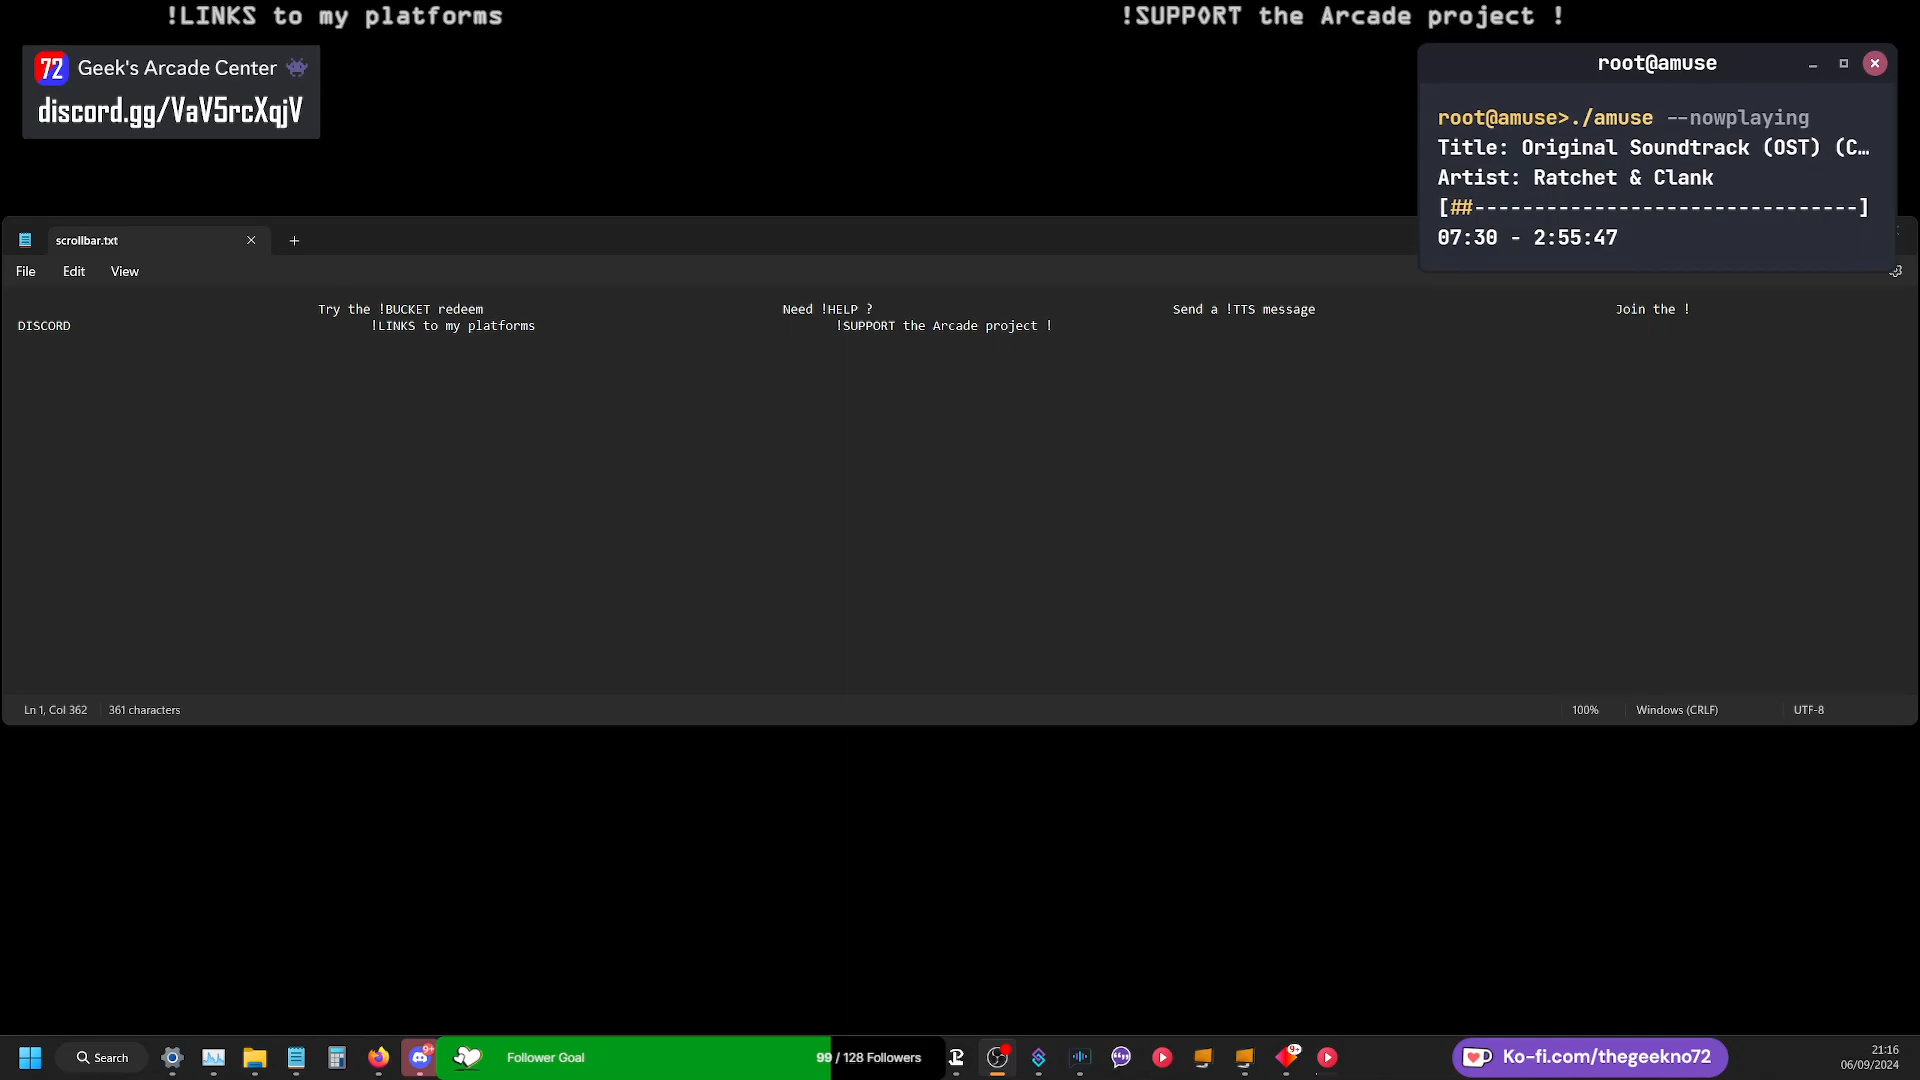 !LINKS to my platforms
!SUPPORT the Arcade project !
72 Geek's Arcade Center
discord.gg/VaV5rcXqjV
root@amuse
root@amuse>./amuse --nowplaying
Title: Original Soundtrack (OST) (C…
Artist: Ratchet & Clank
[##--------------------------------]
07:30 - 2:55:47
scrollbar.txt
File Edit View
Try the !BUCKET redeem Need !HELP ? Send a !TTS message Join the !
DISCORD !LINKS to my platforms !SUPPORT the Arcade project !
Ln 1, Col 362 361 characters 100% Windows (CRLF) UTF-8
Search 9+ Follower Goal 99 / 128 Followers 9+ Ko-fi.com/thegeekno72 21:16
06/09/2024